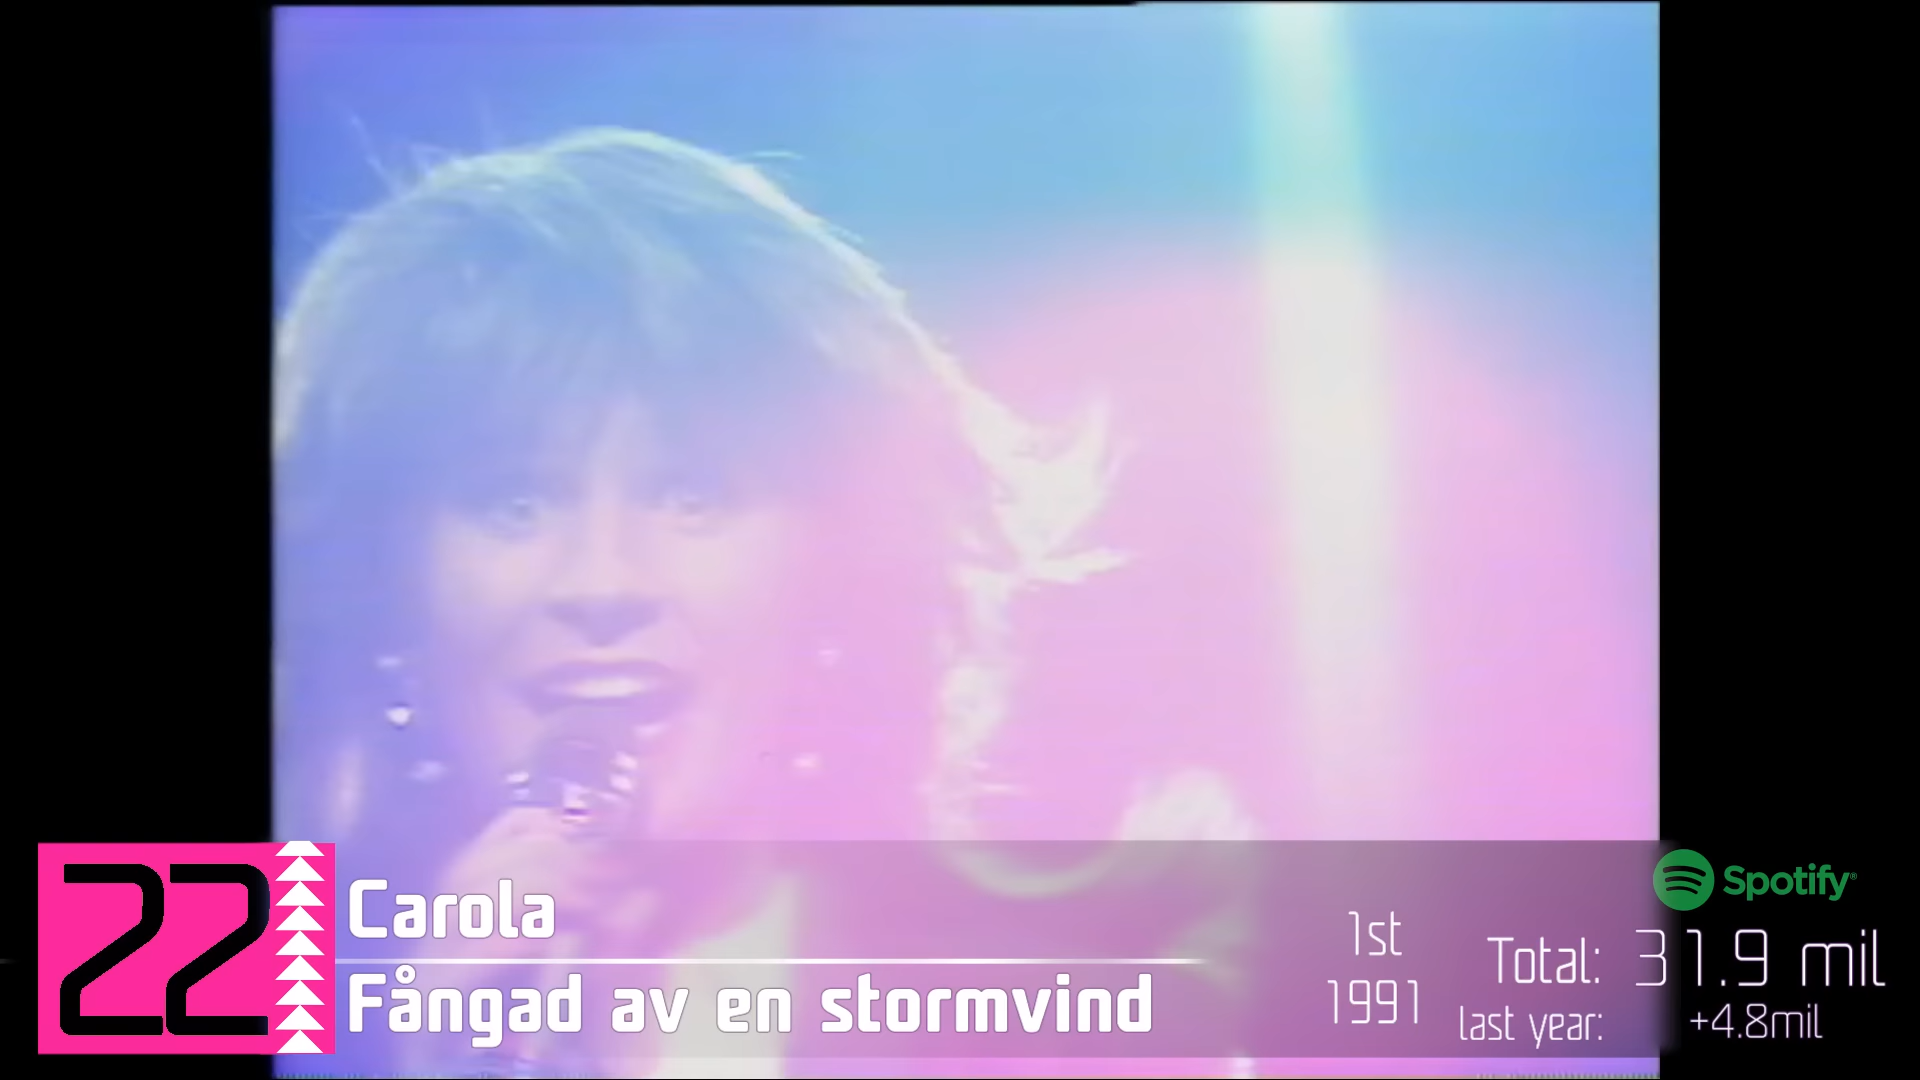 22
Carola
Fångad av en stormvind
1st
1991
Spotify®
Total: 31.9 mil
last year: +4.8mil